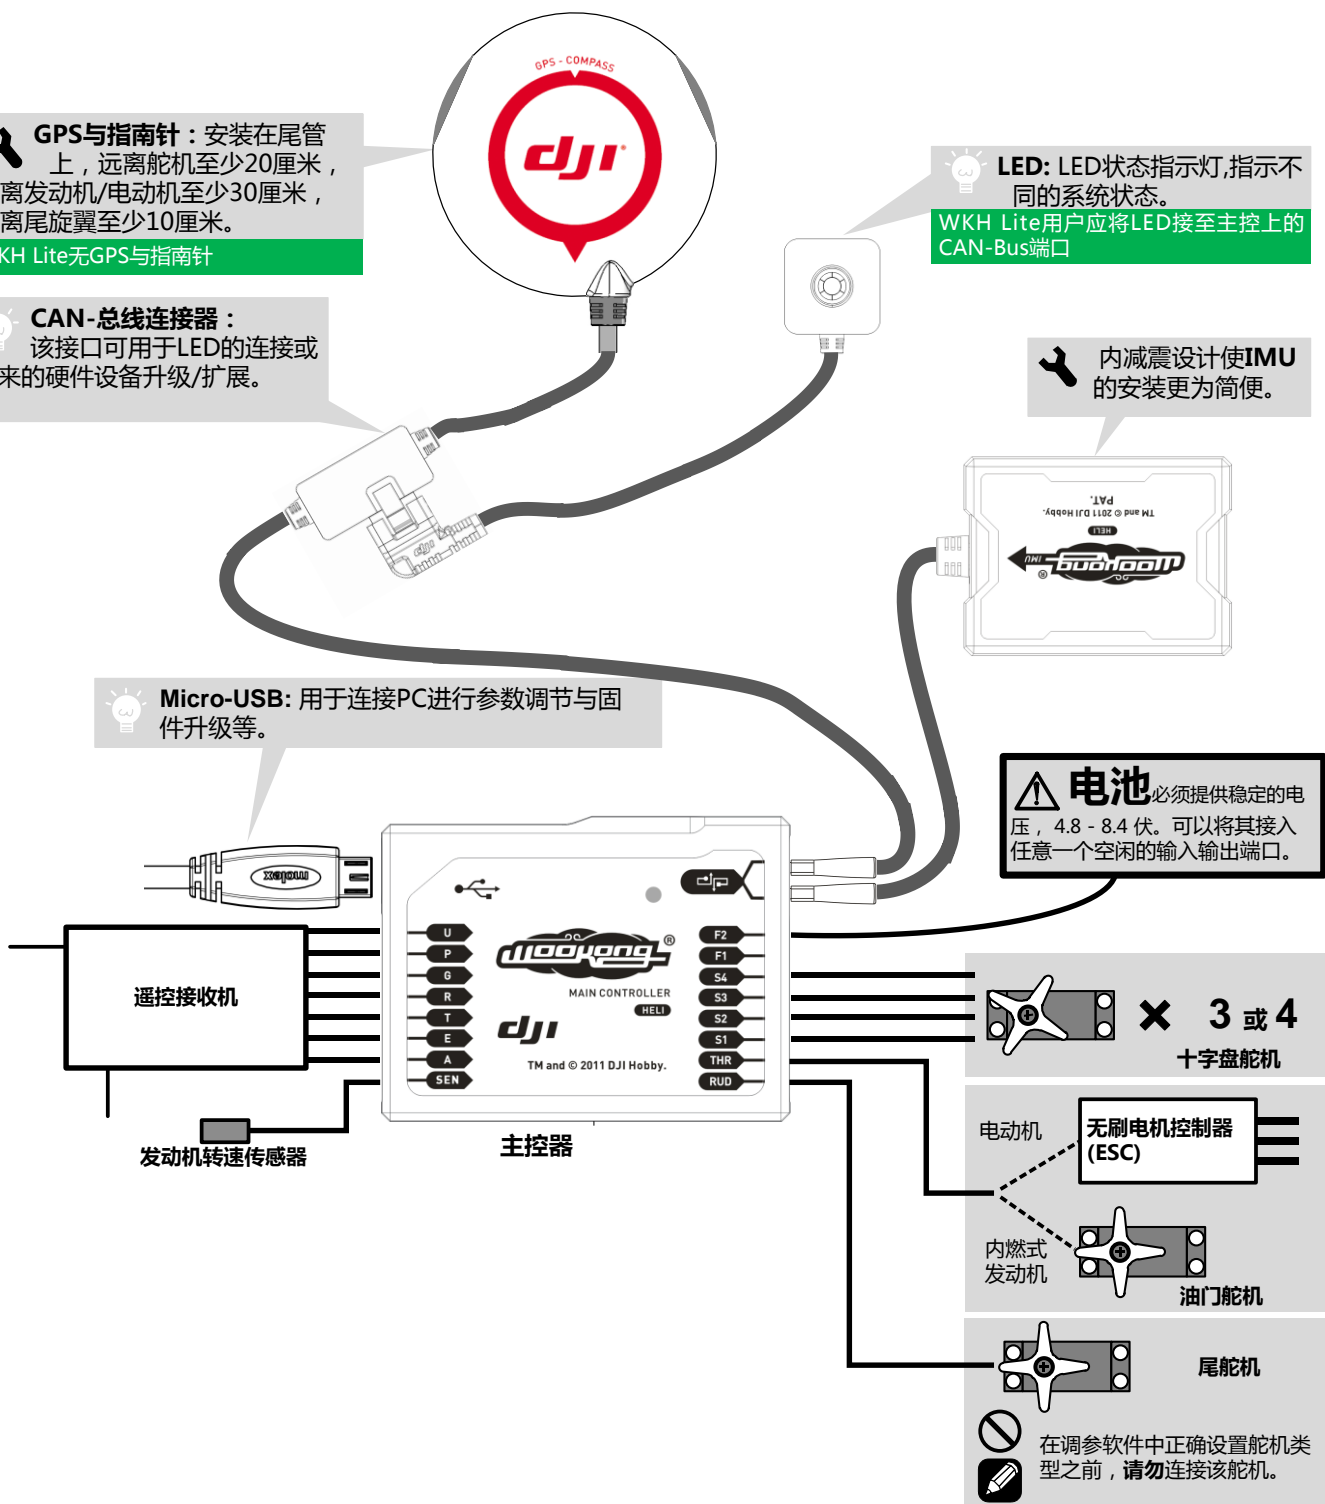 GPS - COMPASS
dji
GPS与指南针：安装在尾管
上，远离舵机至少20厘米，
离发动机/电动机至少30厘米，
离尾旋翼至少10厘米。
KH Lite无GPS与指南针
LED: LED状态指示灯,指示不
同的系统状态。
WKH Lite用户应将LED接至主控上的
CAN-Bus端口
CAN-总线连接器：
该接口可用于LED的连接或
来的硬件设备升级/扩展。
内减震设计使IMU
的安装更为简便。
dji
TM and © 2011 DJI Hobby.
PAT.
HELI
WooKong ®
IMU
Micro-USB: 用于连接PC进行参数调节与固
件升级等。
电池必须提供稳定的电
压，4.8 - 8.4 伏。可以将其接入
任意一个空闲的输入输出端口。
molex
遥控接收机
U
P
G
R
T
E
A
SEN
WooKong ®
MAIN CONTROLLER
HELI
dji
TM and © 2011 DJI Hobby.
F2
F1
S4
S3
S2
S1
THR
RUD
发动机转速传感器
主控器
× 3 或 4
十字盘舵机
电动机
无刷电机控制器
(ESC)
内燃式
发动机
油门舵机
尾舵机
在调参软件中正确设置舵机类
型之前，请勿连接该舵机。